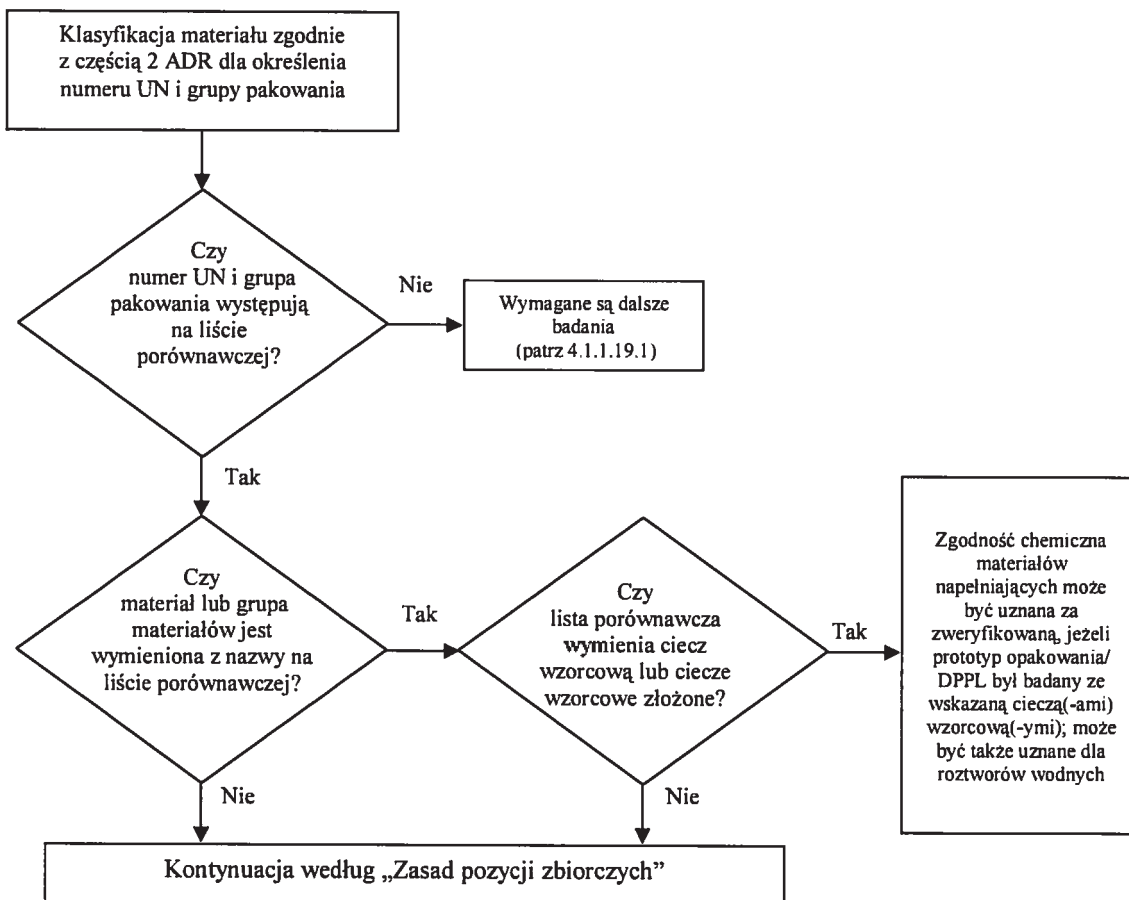 Klasyfikacja materiału zgodnie
z częścią 2 ADR dla określenia
numeru UN i grupy pakowania
Czy
numer UN i grupa
pakowania występują
na liście
porównawczej?
Nie
Wymagane są dalsze
badania
(patrz 4.1.1.19.1)
Tak
Czy
materiał lub grupa
materiałów jest
wymieniona z nazwy na
liście porównawczej?
Tak
Czy
lista porównawcza
wymienia ciecz
wzorcową lub ciecze
wzorcowe złożone?
Tak
Zgodność chemiczna
materiałów
napełniających może
być uznana za
zweryfikowaną, jeżeli
prototyp opakowania/
DPPL był badany ze
wskazaną cieczą(-ami)
wzorcową(-ymi); może
być także uznane dla
roztworów wodnych
Nie
Nie
Kontynuacja według „Zasad pozycji zbiorczych”